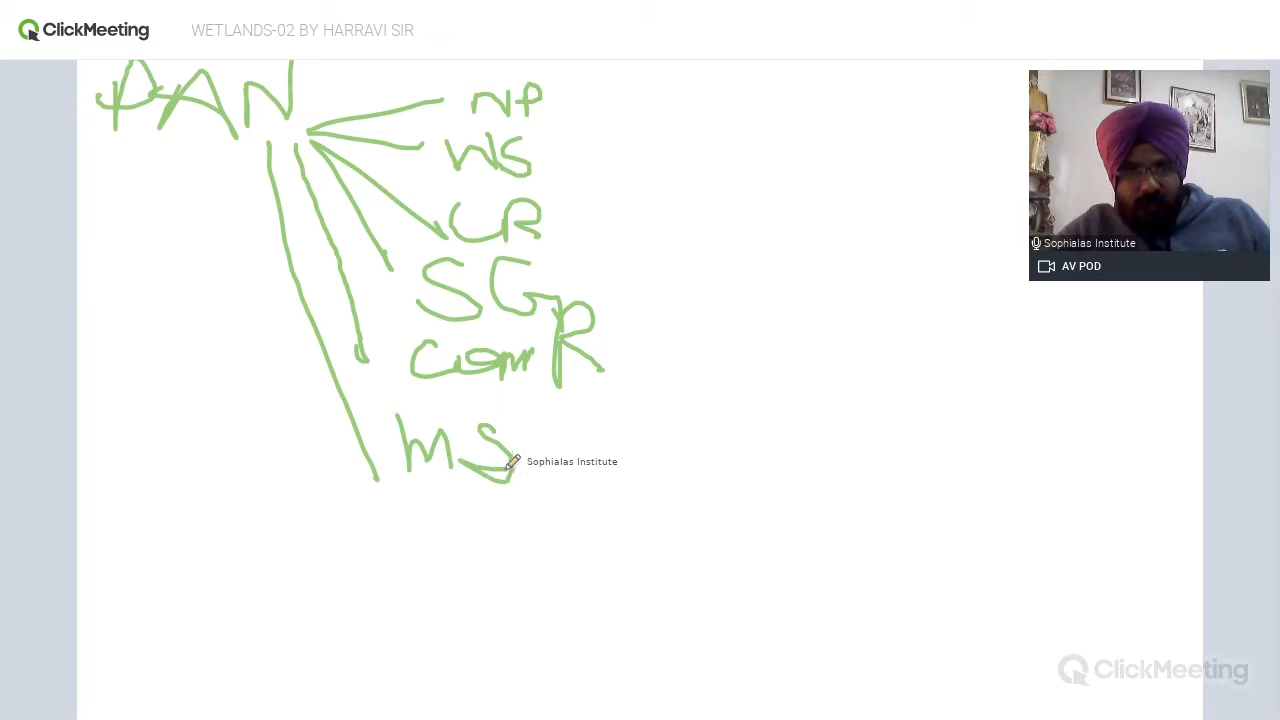 ClickMeeting WETLANDS-02 BY HARRAVI SIR
PAN
NP
WS
CR
SG
ComR
MS
Sophialas Institute
Sophialas Institute
AV POD
ClickMeeting